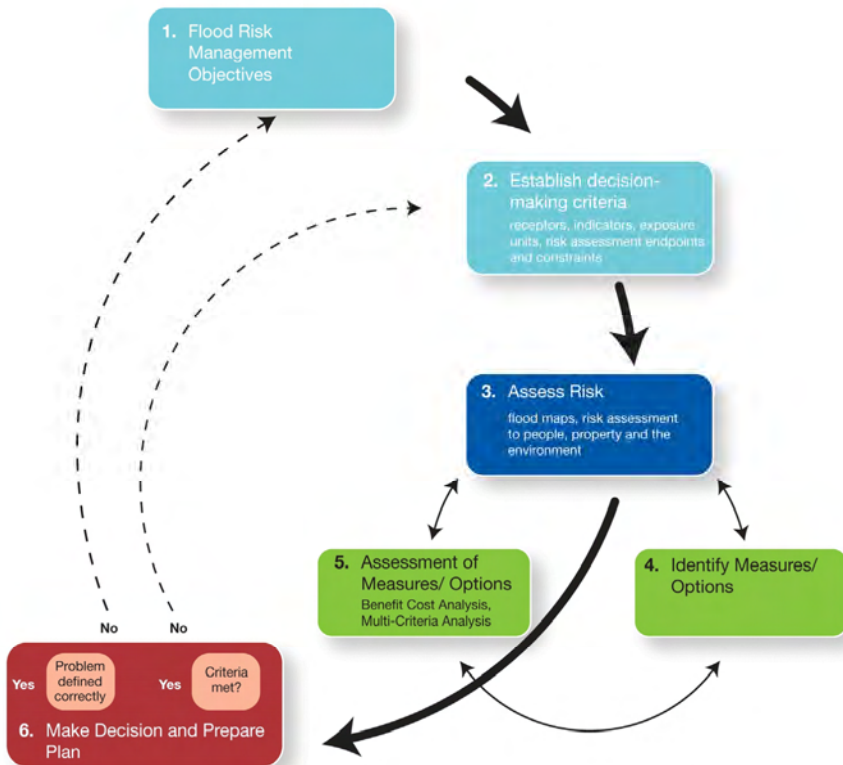 1. Flood Risk
Management
Objectives
2. Establish decision-
making criteria
receptors, indicators, exposure
units, risk assessment endpoints
and constraints
3. Assess Risk
flood maps, risk assessment
to people, property and the
environment
5. Assessment of
Measures/ Options
Benefit Cost Analysis,
Multi-Criteria Analysis
4. Identify Measures/
Options
No
No
Yes
Problem
defined
correctly
Yes
Criteria
met?
6. Make Decision and Prepare
Plan